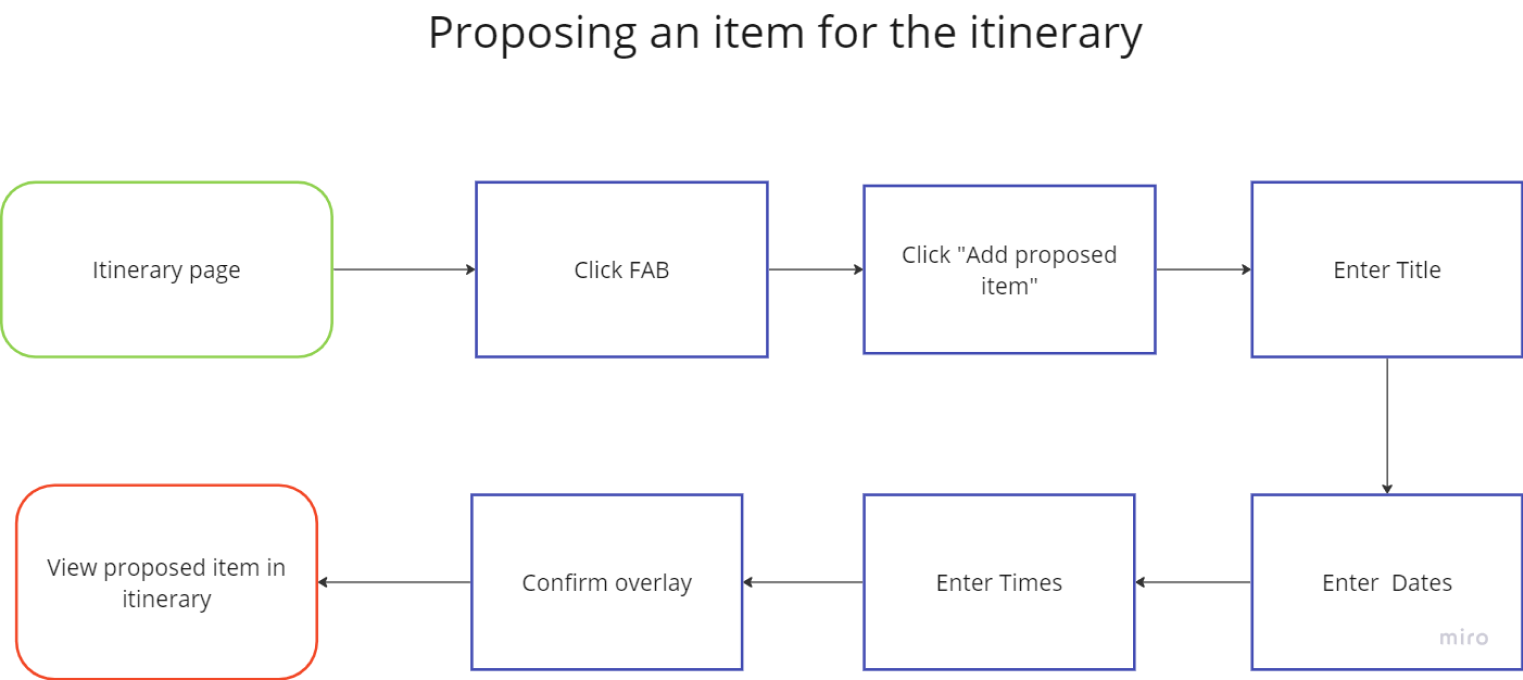 Proposing an item for the itinerary
Itinerary page
Click FAB
Click "Add proposed
item"
Enter Title
Enter  Dates
Enter Times
Confirm overlay
View proposed item in
itinerary
miro